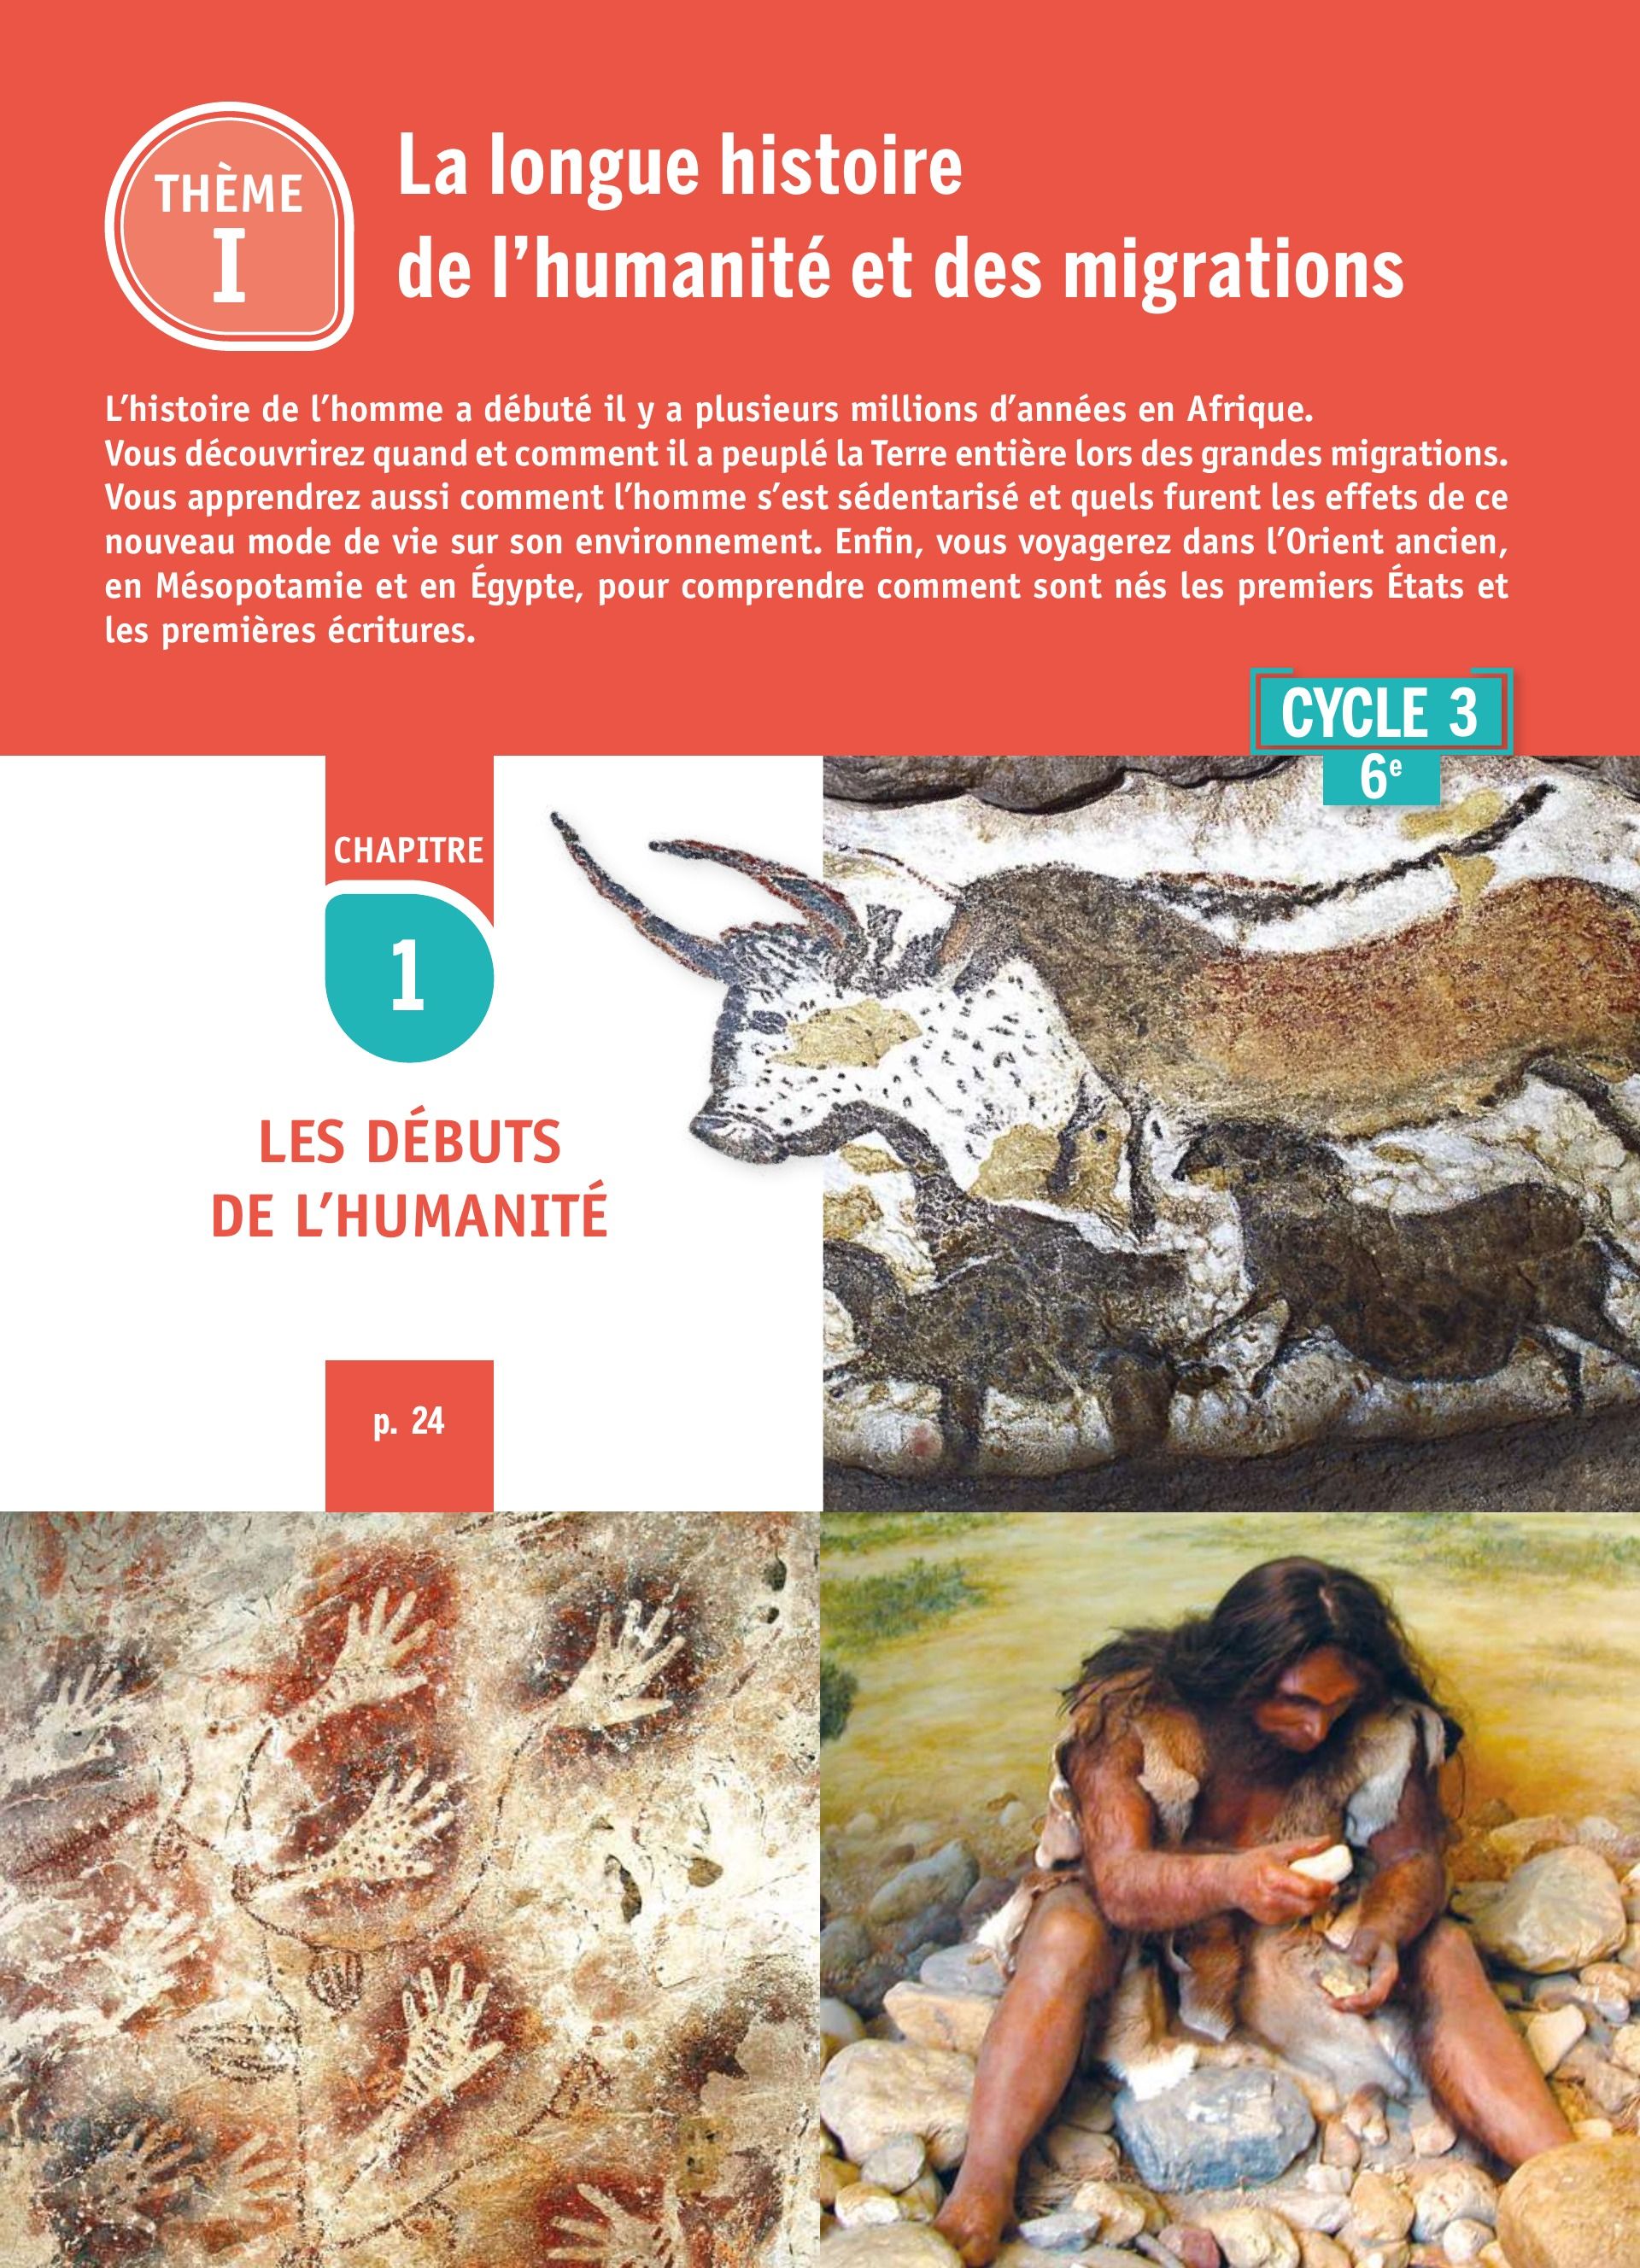 THÈME
I
La longue histoire
de l’humanité et des migrations
L’histoire de l’homme a débuté il y a plusieurs millions d’années en Afrique.
Vous découvrirez quand et comment il a peuplé la Terre entière lors des grandes migrations.
Vous apprendrez aussi comment l’homme s’est sédentarisé et quels furent les effets de ce
nouveau mode de vie sur son environnement. Enfin, vous voyagerez dans l’Orient ancien,
en Mésopotamie et en Égypte, pour comprendre comment sont nés les premiers États et
les premières écritures.
CYCLE 3
6e
CHAPITRE
1
LES DÉBUTS
DE L’HUMANITÉ
p. 24